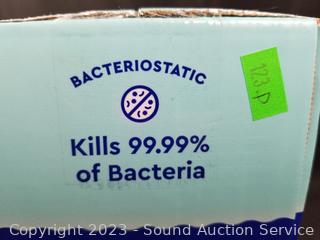 BACTERIOSTATIC
123.P
Kills 99.99%
of Bacteria
Copyright 2023 - Sound Auction Service